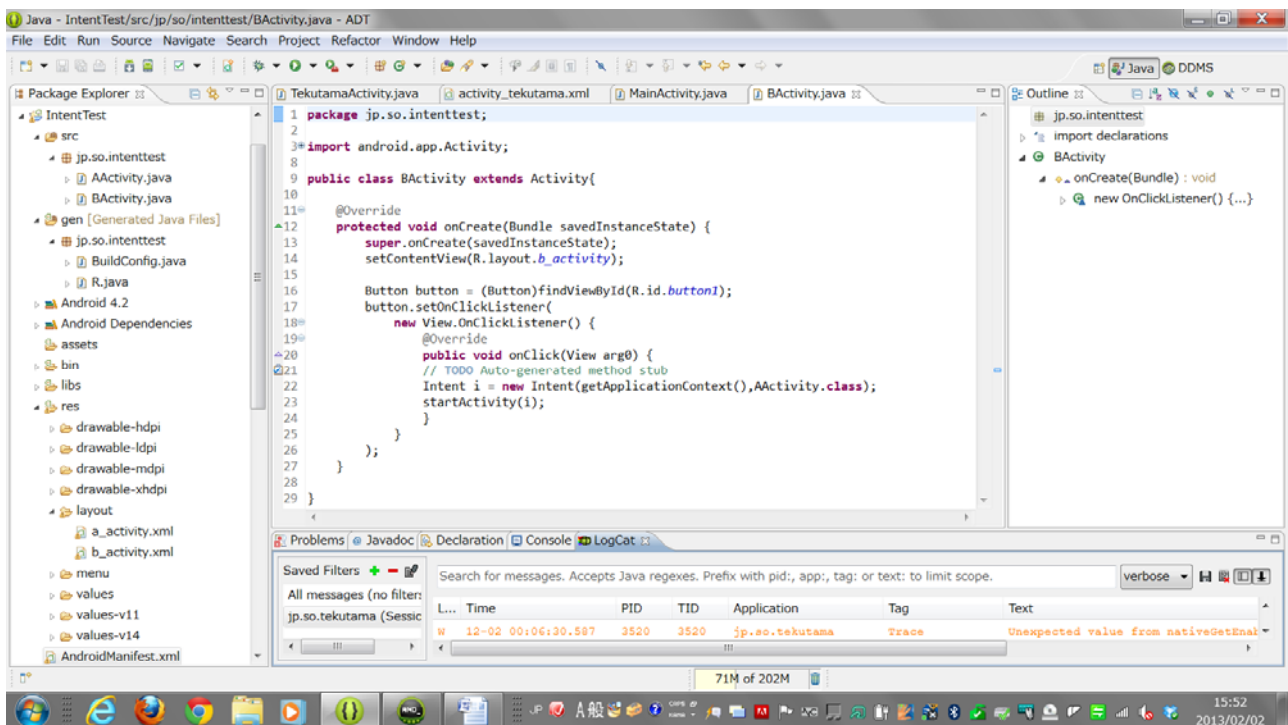 Java - IntentTest/src/jp/so/intenttest/BActivity.java - ADT
File Edit Run Source Navigate Search Project Refactor Window Help
Java DDMS
Package Explorer
IntentTest
src
jp.so.intenttest
AActivity.java
BActivity.java
gen [Generated Java Files]
jp.so.intenttest
BuildConfig.java
R.java
Android 4.2
Android Dependencies
assets
bin
libs
res
drawable-hdpi
drawable-ldpi
drawable-mdpi
drawable-xhdpi
layout
a_activity.xml
b_activity.xml
menu
values
values-v11
values-v14
AndroidManifest.xml
TekutamaActivity.java activity_tekutama.xml MainActivity.java BActivity.java
1 package jp.so.intenttest;
2
3 import android.app.Activity;
8
9 public class BActivity extends Activity{
10
11 @Override
12 protected void onCreate(Bundle savedInstanceState) {
13 super.onCreate(savedInstanceState);
14 setContentView(R.layout.b_activity);
15
16 Button button = (Button)findViewById(R.id.button1);
17 button.setOnClickListener(
18 new View.OnClickListener() {
19 @Override
20 public void onClick(View arg0) {
21 // TODO Auto-generated method stub
22 Intent i = new Intent(getApplicationContext(),AActivity.class);
23 startActivity(i);
24 }
25 }
26 );
27 }
28
29 }
Outline
jp.so.intenttest
import declarations
BActivity
onCreate(Bundle) : void
new OnClickListener() {...}
Problems @ Javadoc Declaration Console LogCat
Saved Filters
All messages (no filter
jp.so.tekutama (Sessic
Search for messages. Accepts Java regexes. Prefix with pid:, app:, tag: or text: to limit scope.
verbose
L... Time PID TID Application Tag Text
W 12-02 00:06:30.587 3520 3520 jp.so.tekutama Trace Unexpected value from nativeGetEnab
71M of 202M
A般
15:52
2013/02/02